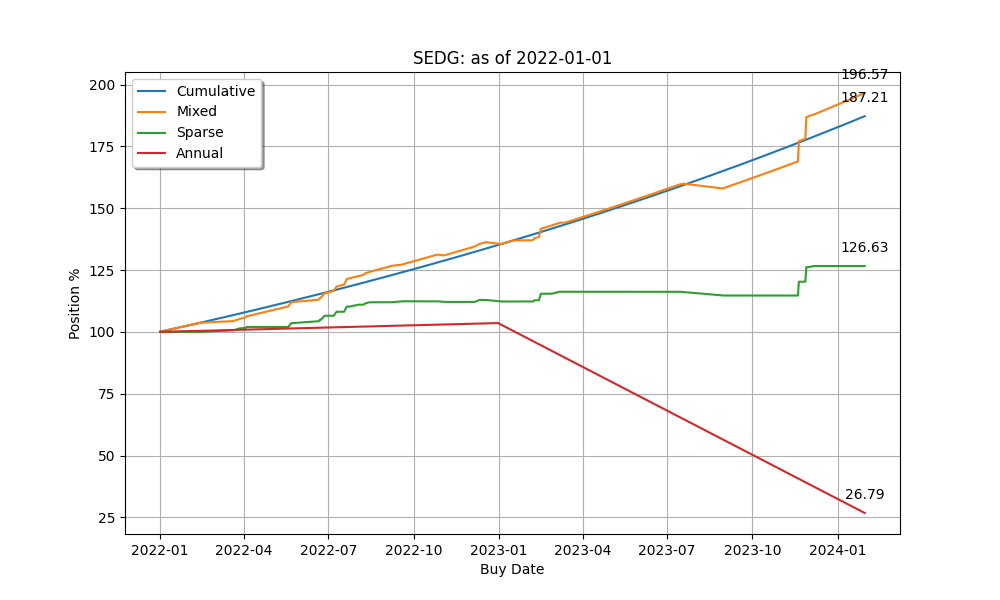 SEDG: as of 2022-01-01
Cumulative
Mixed
Sparse
Annual
196.57
187.21
126.63
26.79
200
175
150
125
100
75
50
25
Position %
2022-01 2022-04 2022-07 2022-10 2023-01 2023-04 2023-07 2023-10 2024-01
Buy Date